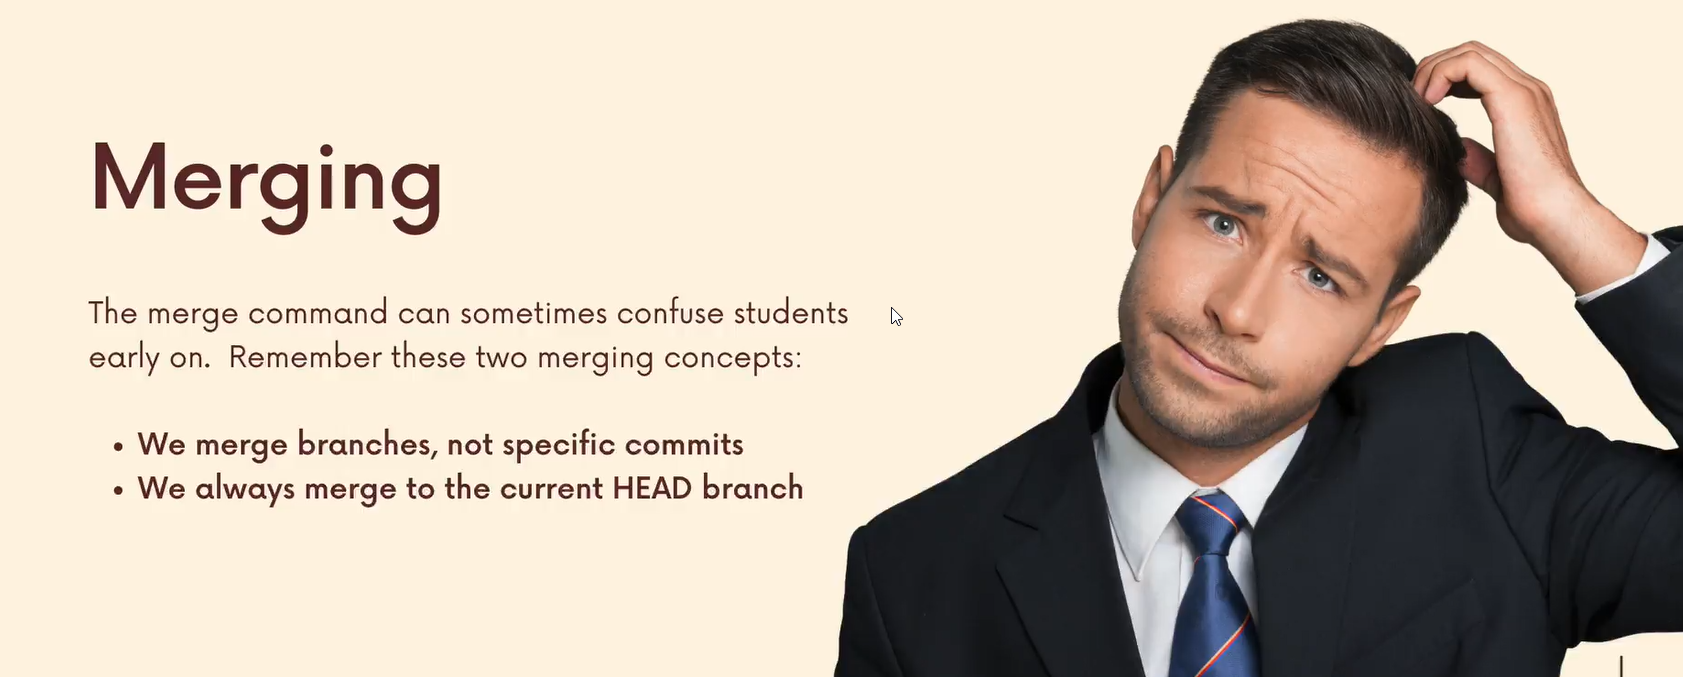 Merging
The merge command can sometimes confuse students
early on.  Remember these two merging concepts:
• We merge branches, not specific commits
• We always merge to the current HEAD branch